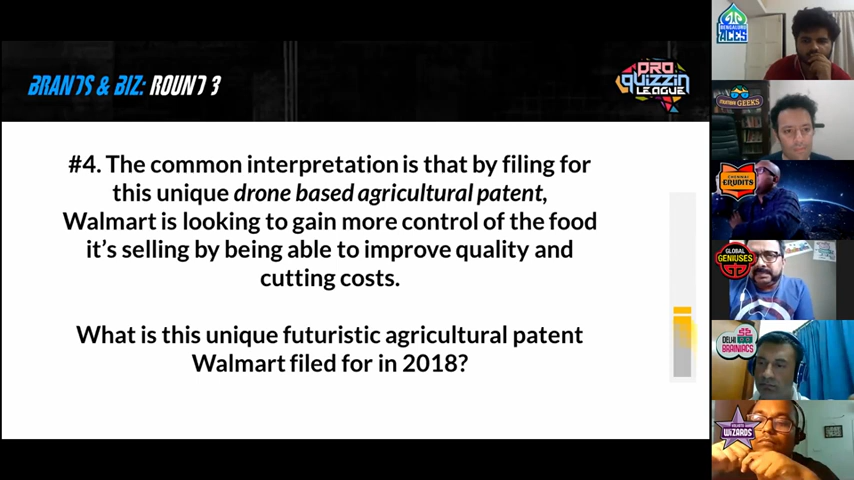 BRANDS & BIZ: ROUND 3
PRO
QUIZZIN
LEAGUE
#4. The common interpretation is that by filing for
this unique drone based agricultural patent,
Walmart is looking to gain more control of the food
it’s selling by being able to improve quality and
cutting costs.
What is this unique futuristic agricultural patent
Walmart filed for in 2018?
BENGALURU
ACES
GEEKS
CHENNAI
ERUDITS
GLOBAL
GENIUSES
DELHI
BRAINIACS
WIZARDS